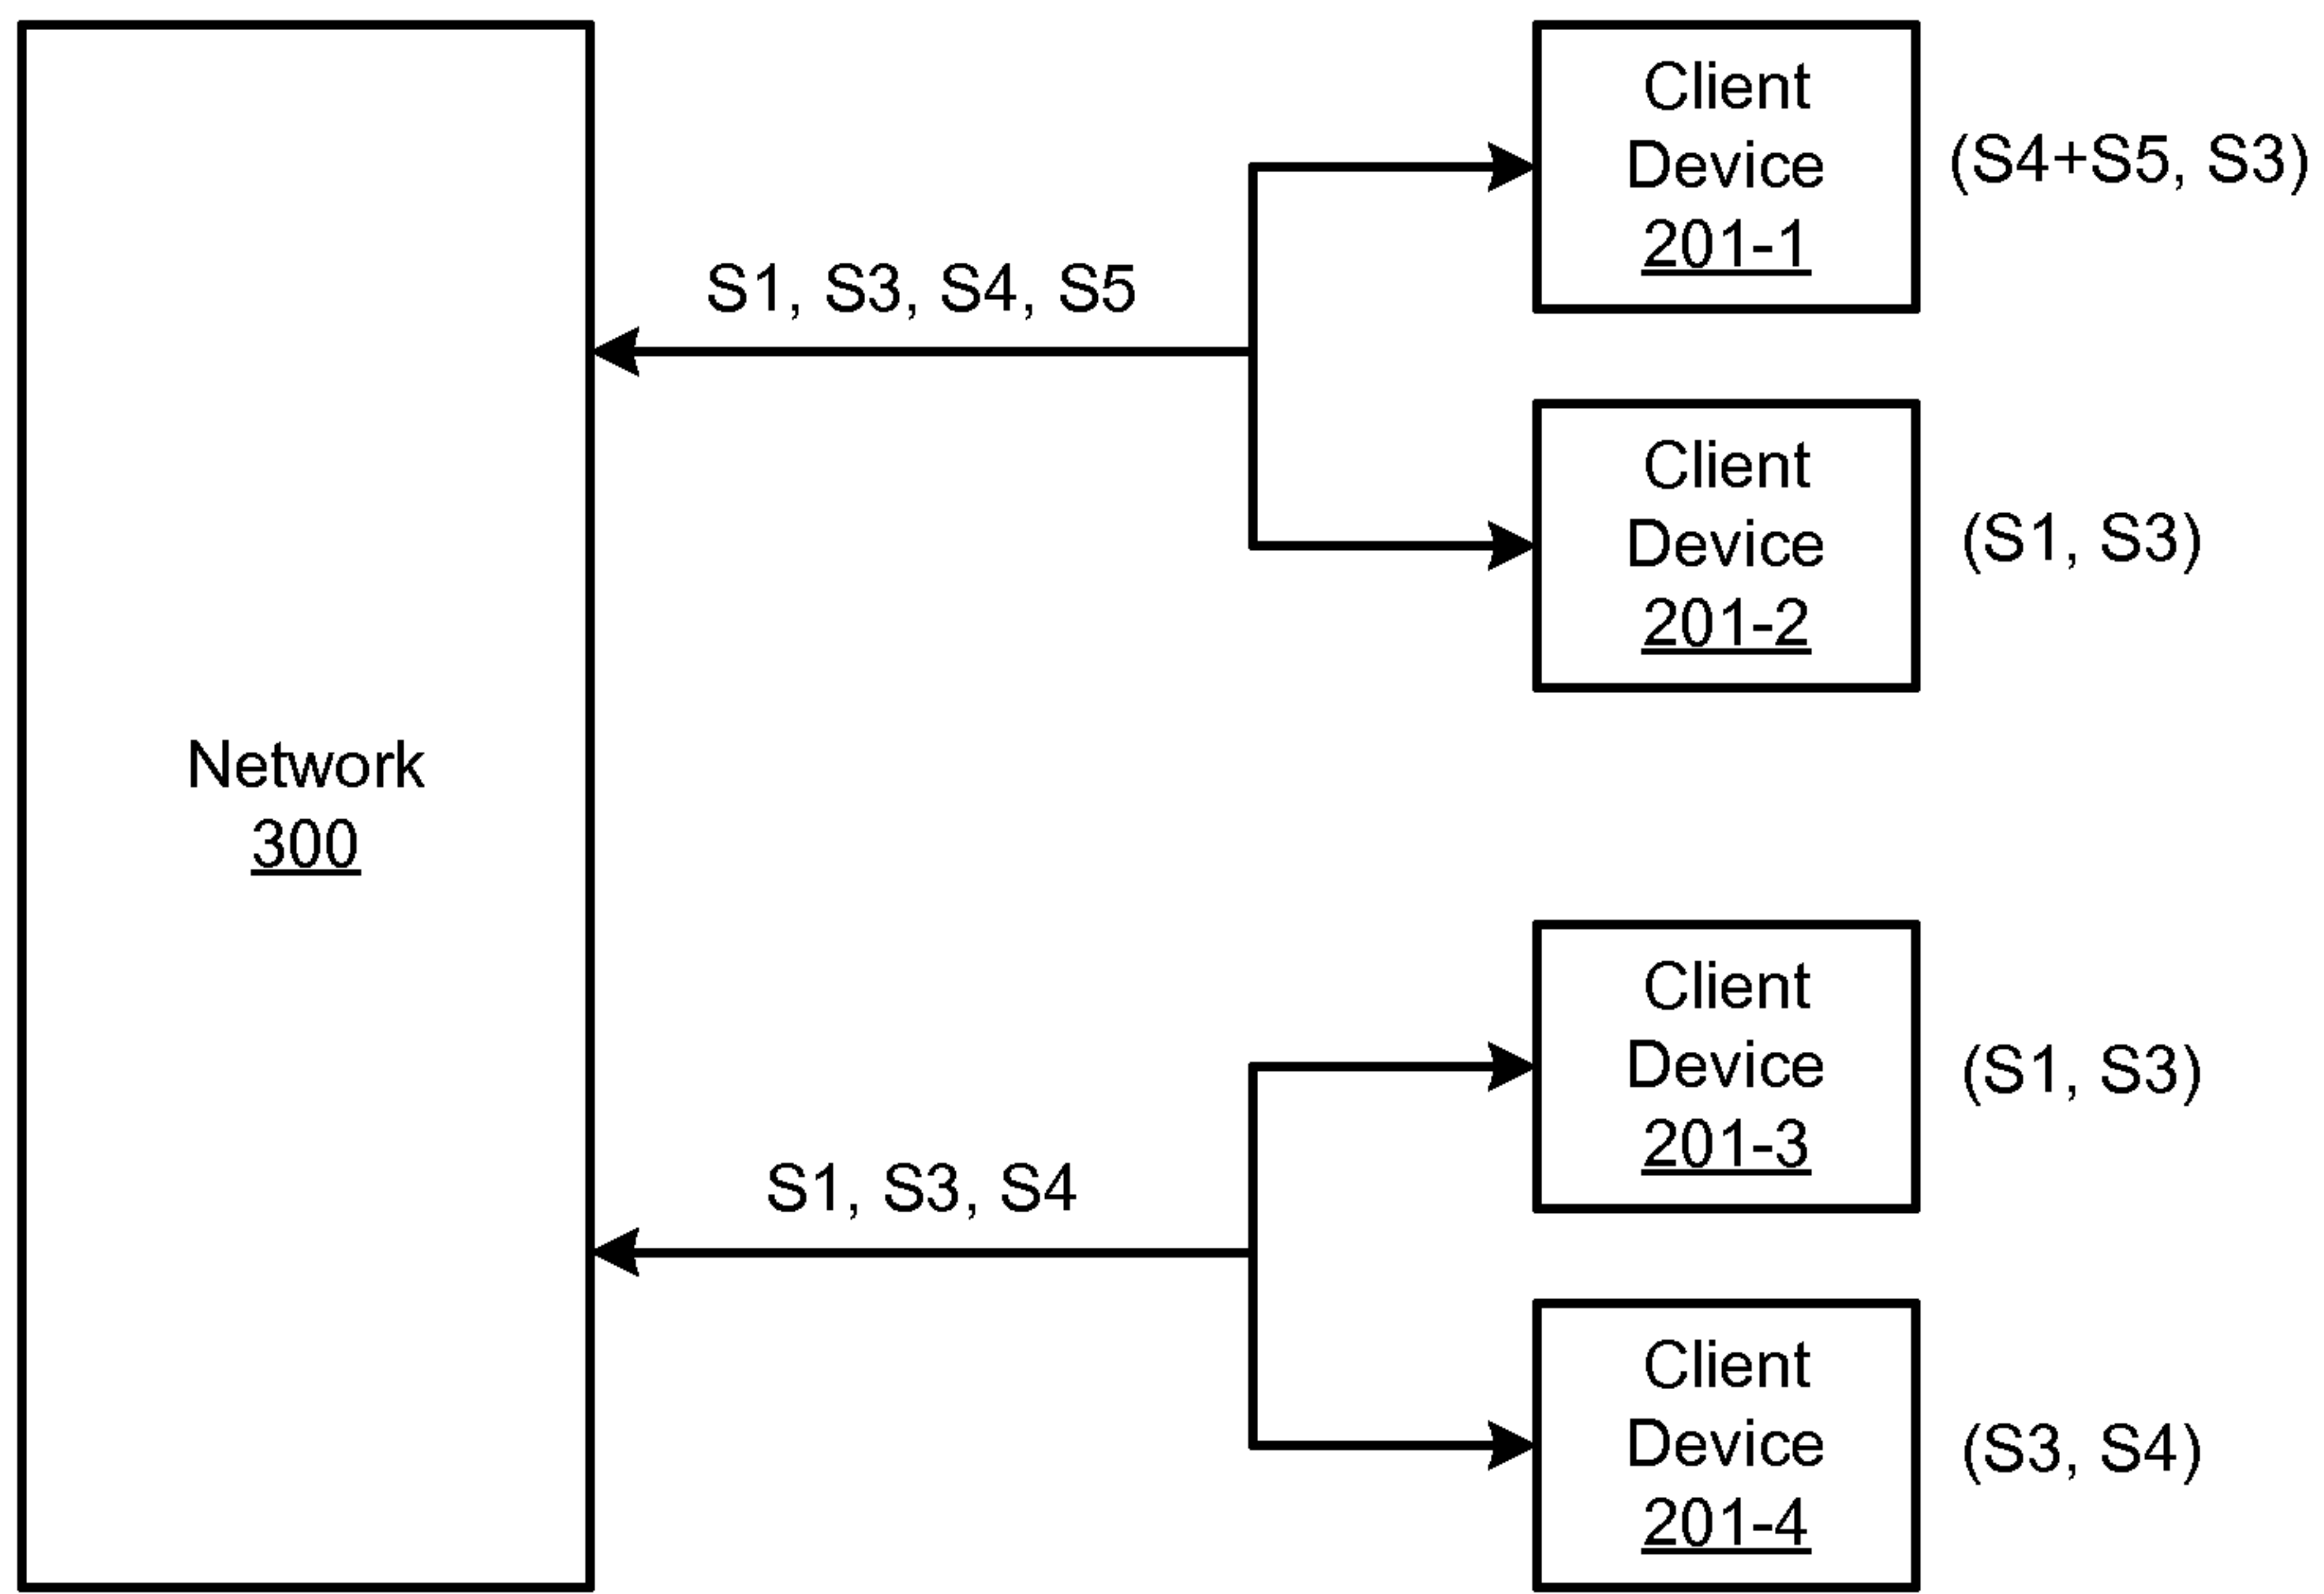 Client
Device
201-1
(S4+S5, S3)
S1, S3, S4, S5
Client
Device
201-2
(S1, S3)
Network
300
Client
Device
201-3
(S1, S3)
S1, S3, S4
Client
Device
201-4
(S3, S4)